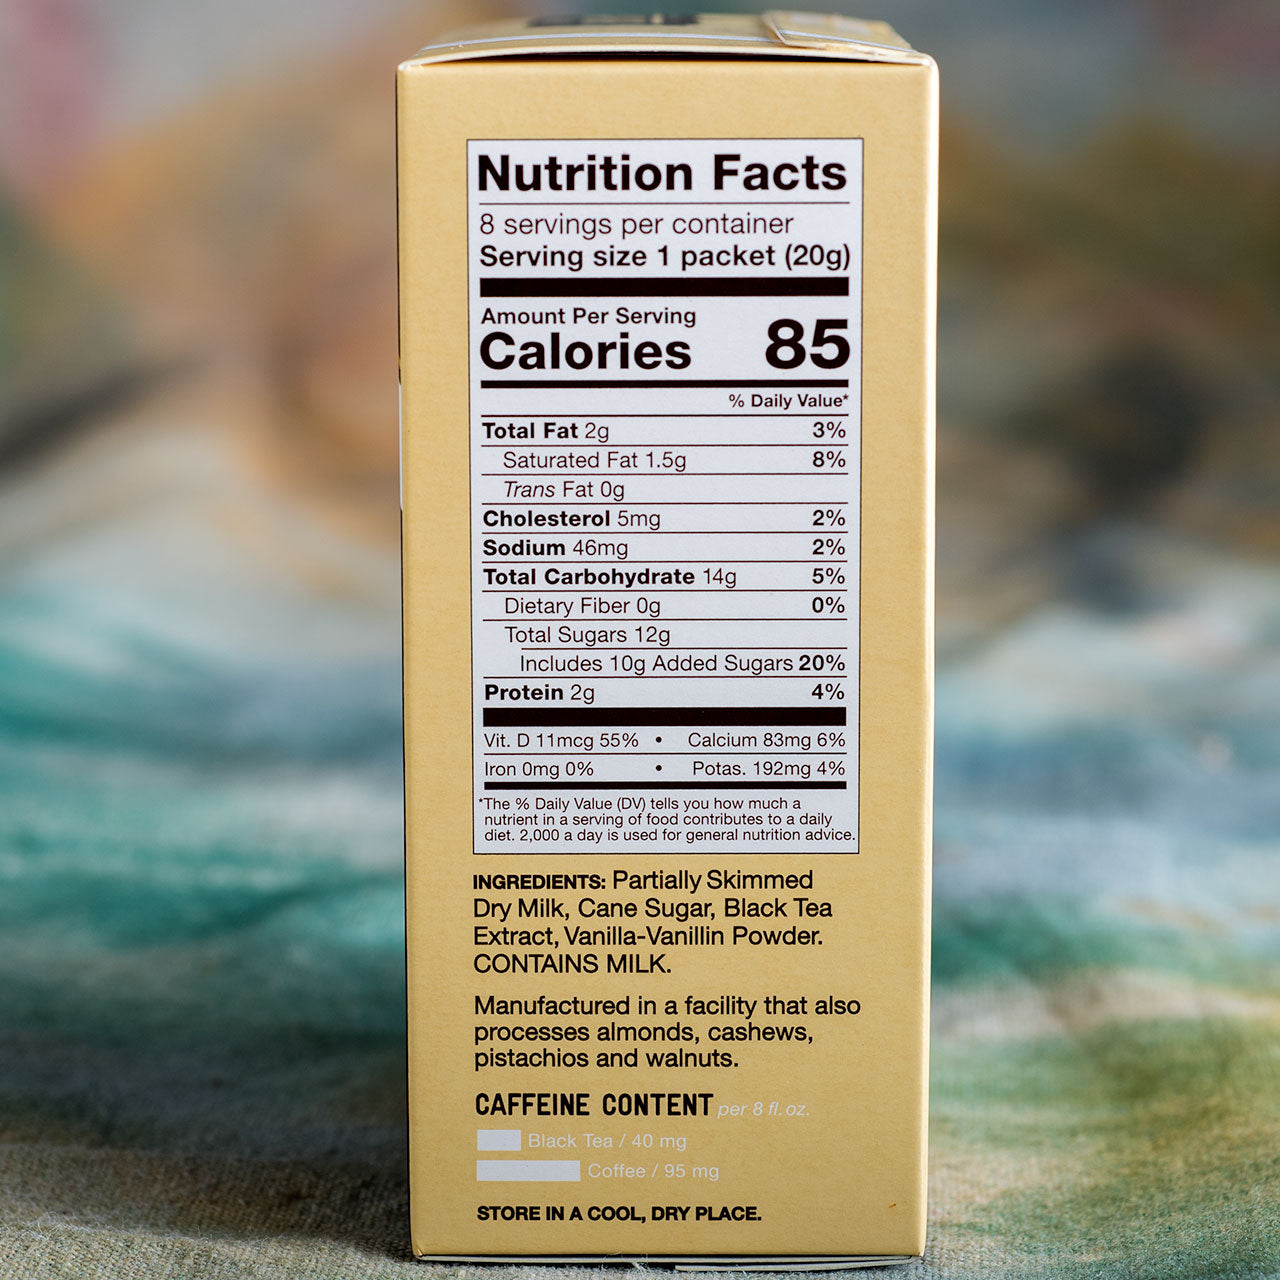 Nutrition Facts
8 servings per container
Serving size 1 packet (20g)
Amount Per Serving
Calories 85
% Daily Value*
Total Fat 2g 3%
Saturated Fat 1.5g 8%
Trans Fat 0g
Cholesterol 5mg 2%
Sodium 46mg 2%
Total Carbohydrate 14g 5%
Dietary Fiber 0g 0%
Total Sugars 12g
Includes 10g Added Sugars 20%
Protein 2g 4%
Vit. D 11mcg 55% • Calcium 83mg 6%
Iron 0mg 0% • Potas. 192mg 4%
*The % Daily Value (DV) tells you how much a
nutrient in a serving of food contributes to a daily
diet. 2,000 a day is used for general nutrition advice.
INGREDIENTS: Partially Skimmed
Dry Milk, Cane Sugar, Black Tea
Extract, Vanilla-Vanillin Powder.
CONTAINS MILK.
Manufactured in a facility that also
processes almonds, cashews,
pistachios and walnuts.
CAFFEINE CONTENT per 8 fl. oz.
Black Tea / 40 mg
Coffee / 95 mg
STORE IN A COOL, DRY PLACE.